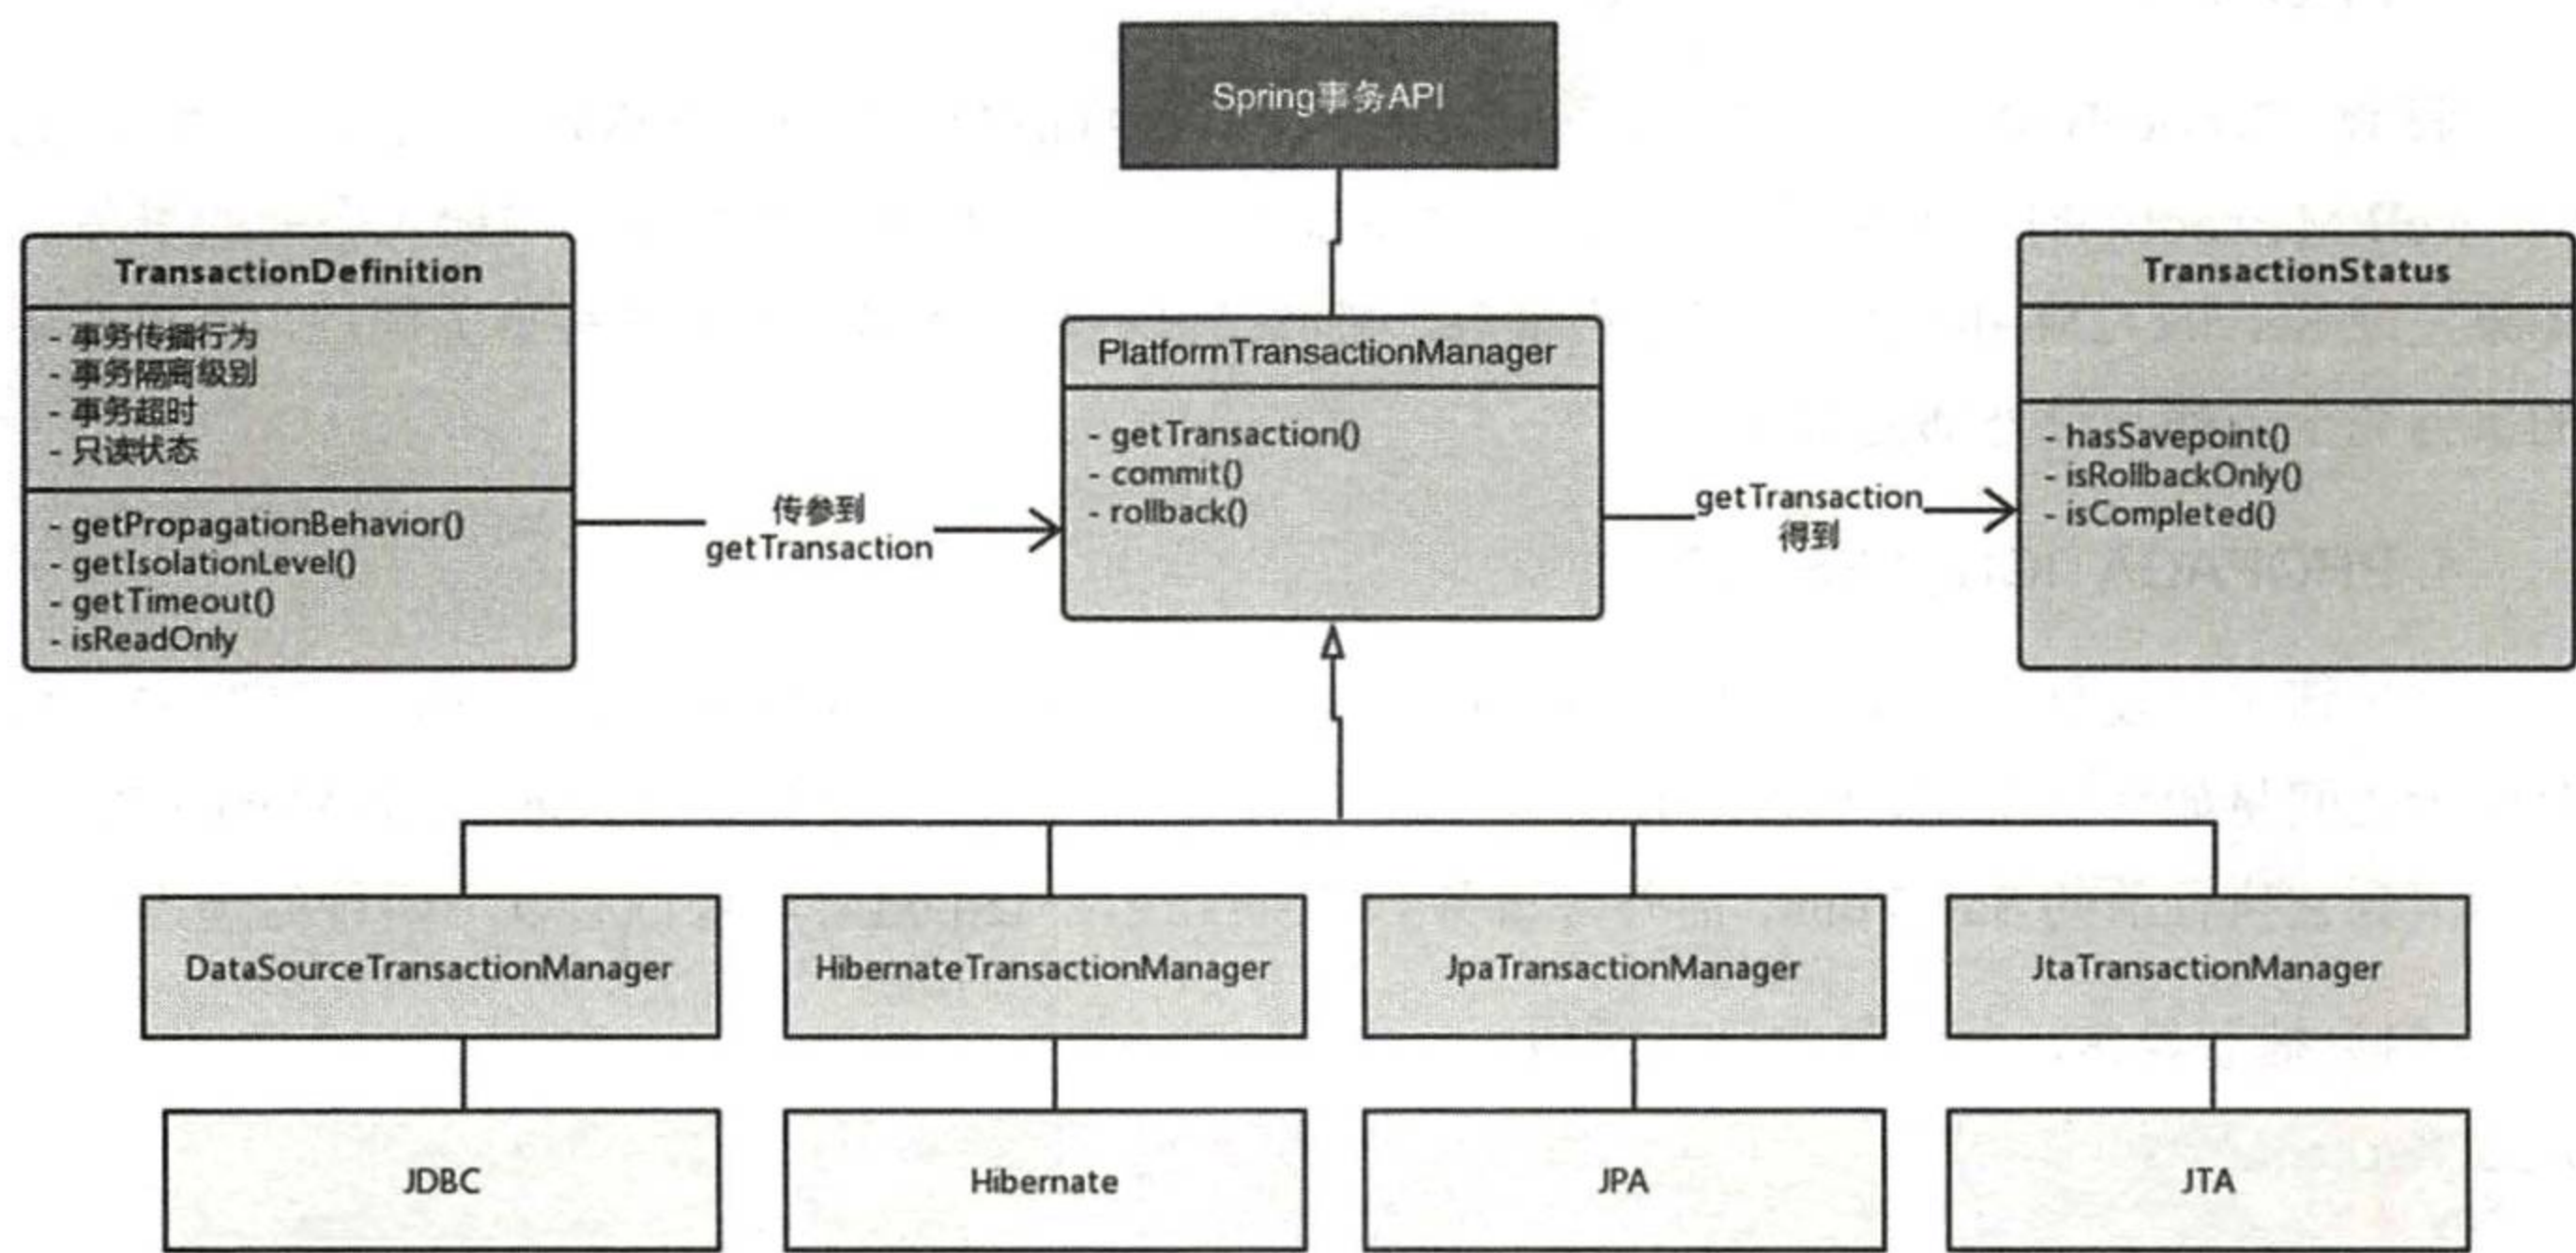 Spring事务API
TransactionDefinition
- 事务传播行为
- 事务隔离级别
- 事务超时
- 只读状态
- getPropagationBehavior()
- getIsolationLevel()
- getTimeout()
- isReadOnly
传参到
getTransaction
PlatformTransactionManager
- getTransaction()
- commit()
- rollback()
getTransaction
得到
TransactionStatus
- hasSavepoint()
- isRollbackOnly()
- isCompleted()
DataSourceTransactionManager
HibernateTransactionManager
JpaTransactionManager
JtaTransactionManager
JDBC
Hibernate
JPA
JTA